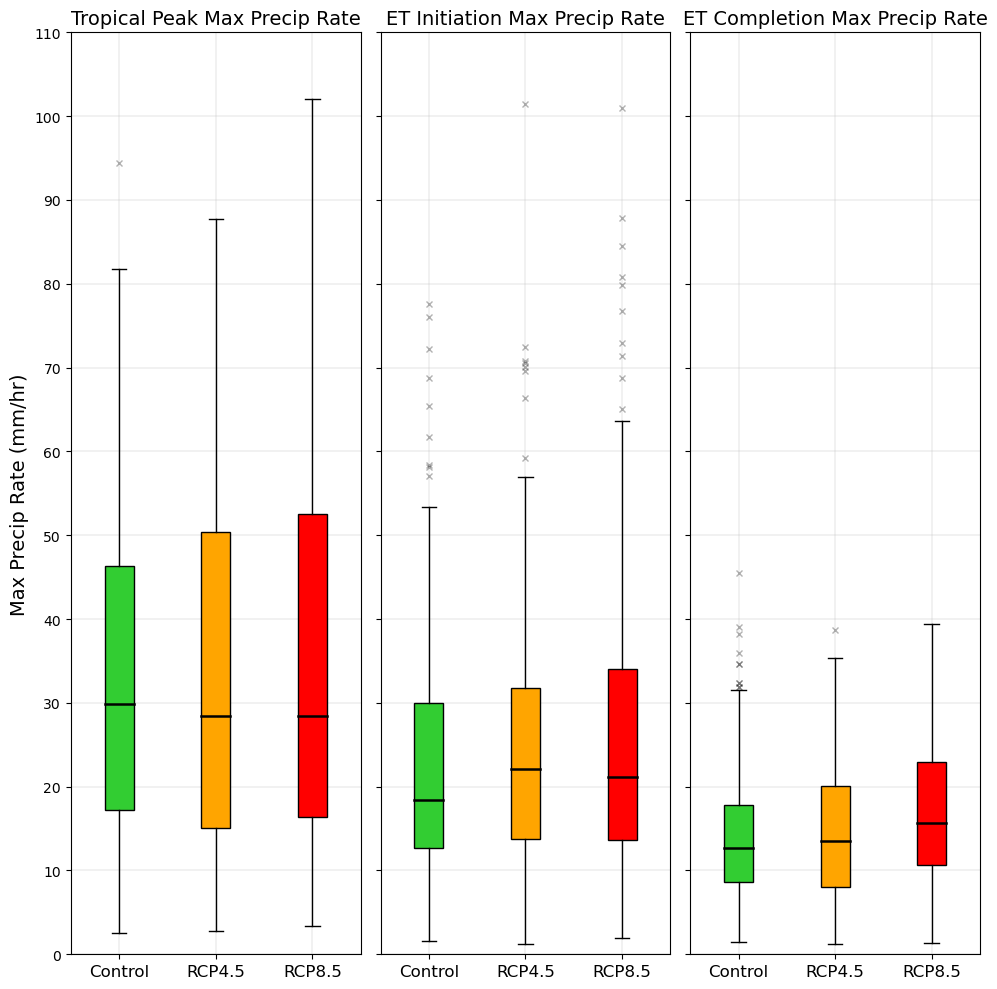 Tropical Peak Max Precip Rate
ET Initiation Max Precip Rate
ET Completion Max Precip Rate
Max Precip Rate (mm/hr)
110
100
90
80
70
60
50
40
30
20
10
0
Control RCP4.5 RCP8.5
Control RCP4.5 RCP8.5
Control RCP4.5 RCP8.5